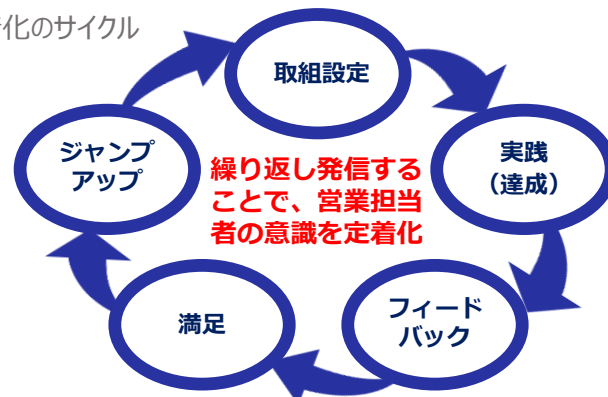 化のサイクル
取組設定
実践
（達成）
フィード
バック
満足
ジャンプ
アップ
繰り返し発信する
ことで、営業担当
者の意識を定着化